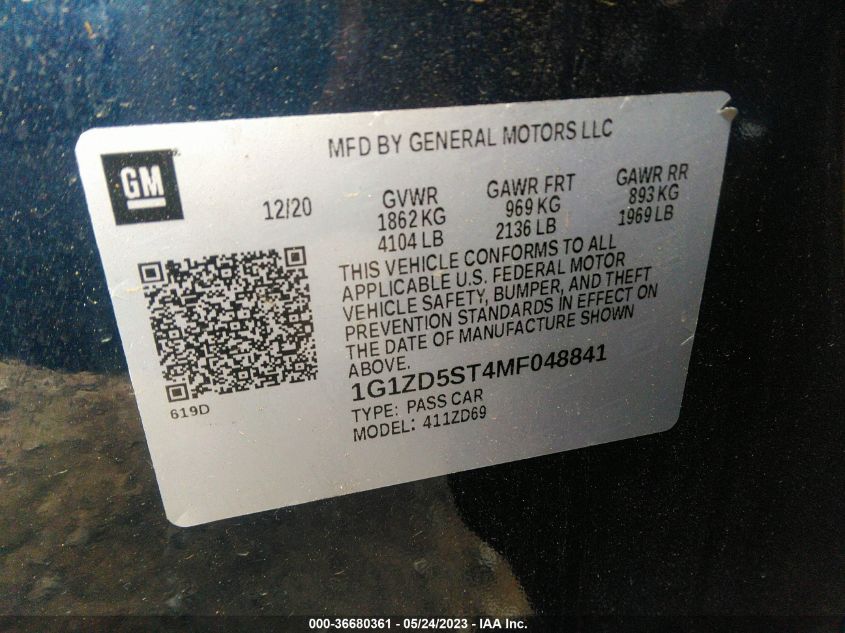 MFD BY GENERAL MOTORS LLC
GM
12/20
GVWR
1862 KG
4104 LB
GAWR FRT
969 KG
2136 LB
GAWR RR
893 KG
1969 LB
THIS VEHICLE CONFORMS TO ALL
APPLICABLE U.S. FEDERAL MOTOR
VEHICLE SAFETY, BUMPER, AND THEFT
PREVENTION STANDARDS IN EFFECT ON
THE DATE OF MANUFACTURE SHOWN
ABOVE.
1G1ZD5ST4MF048841
619D
TYPE: PASS CAR
MODEL: 411ZD69
000-36680361 - 05/24/2023 - IAA Inc.